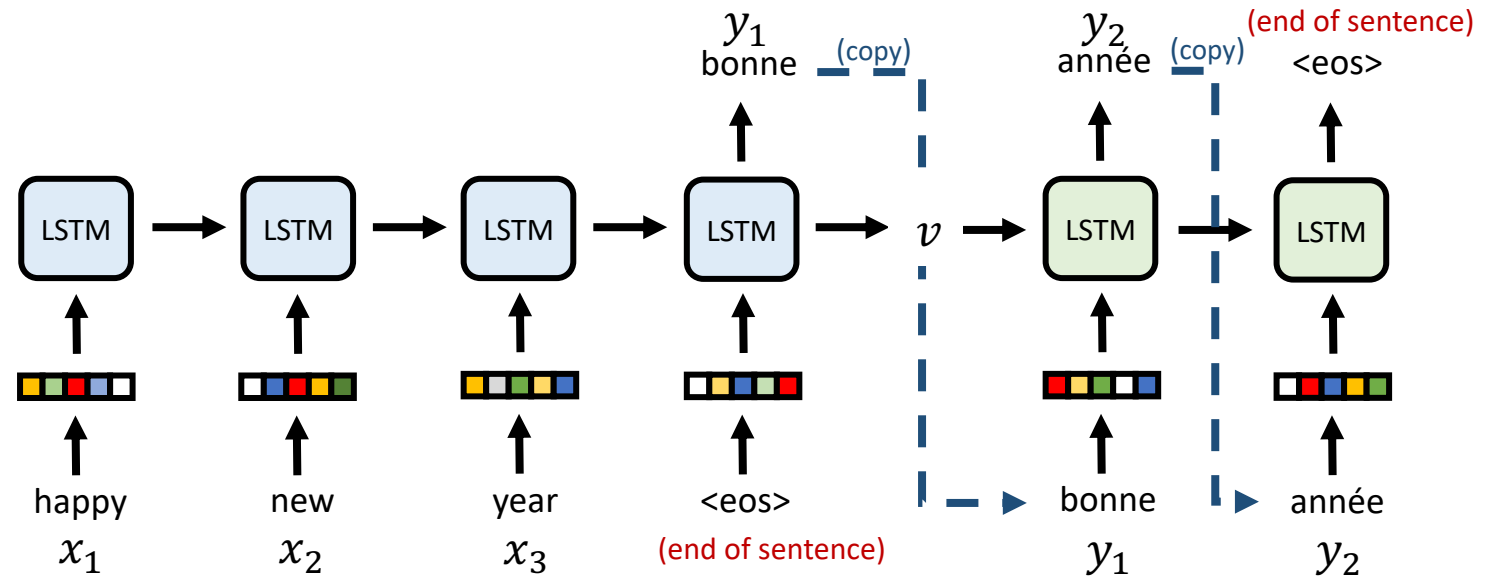 y₁ y₂ (end of sentence)
bonne (copy) année (copy) <eos>
LSTM LSTM LSTM LSTM v LSTM LSTM
happy new year <eos> bonne année
x₁ x₂ x₃ (end of sentence) y₁ y₂